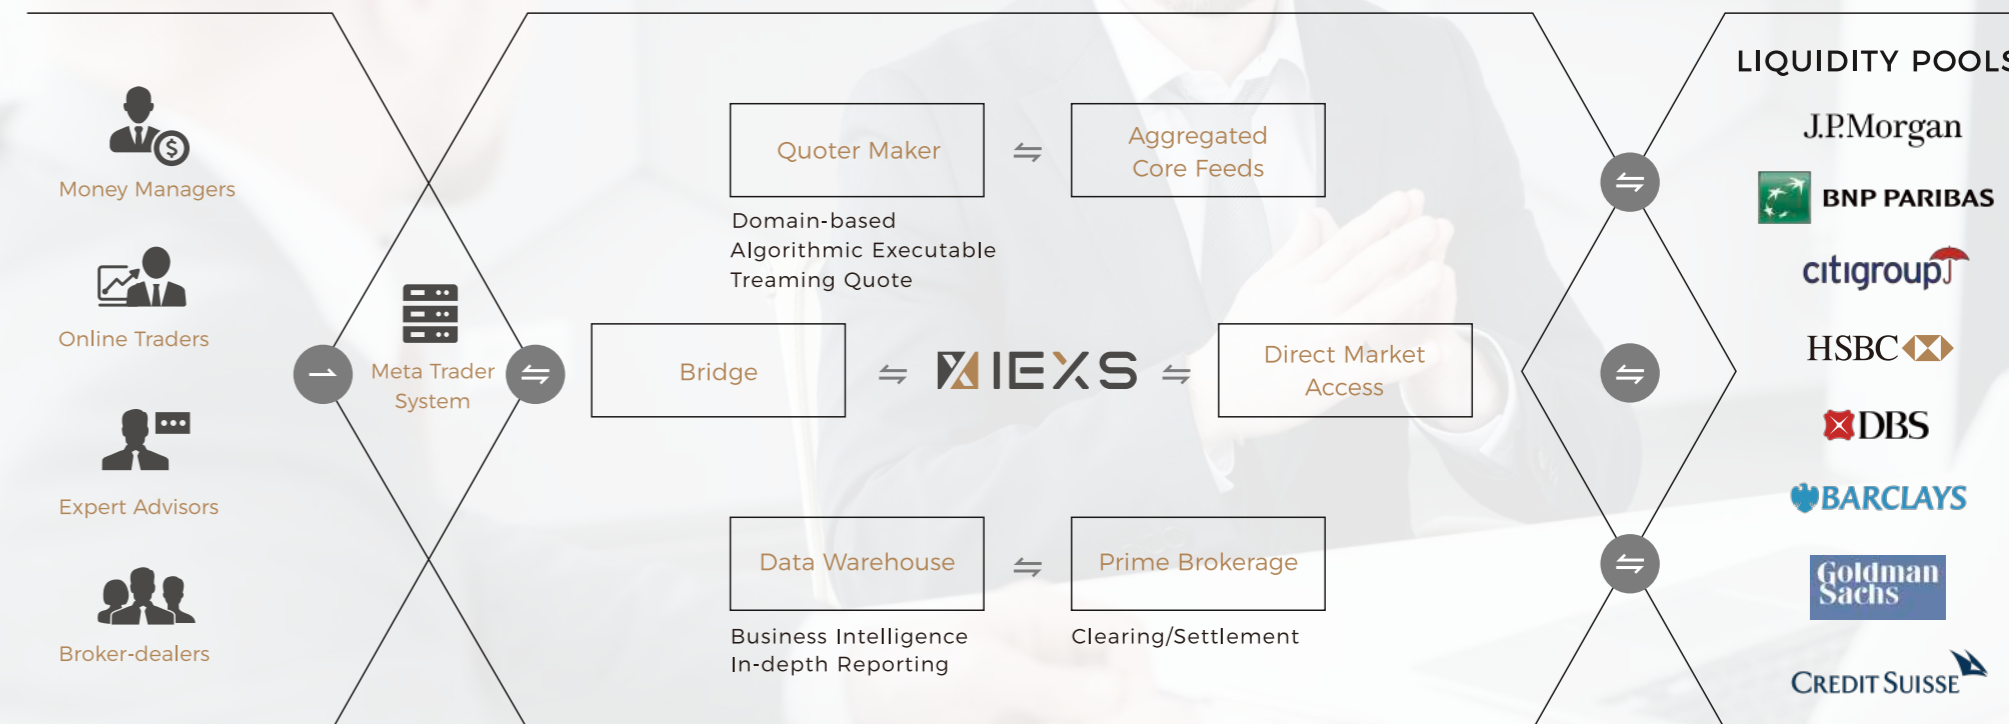 Money Managers
Online Traders
Expert Advisors
Broker-dealers
Meta Trader
System
Quoter Maker
Aggregated
Core Feeds
Domain-based
Algorithmic Executable
Treaming Quote
Bridge
IEXS
Direct Market
Access
Data Warehouse
Prime Brokerage
Business Intelligence
In-depth Reporting
Clearing/Settlement
LIQUIDITY POOLS
J.P.Morgan
BNP PARIBAS
citigroup
HSBC
DBS
BARCLAYS
Goldman
Sachs
CREDIT SUISSE